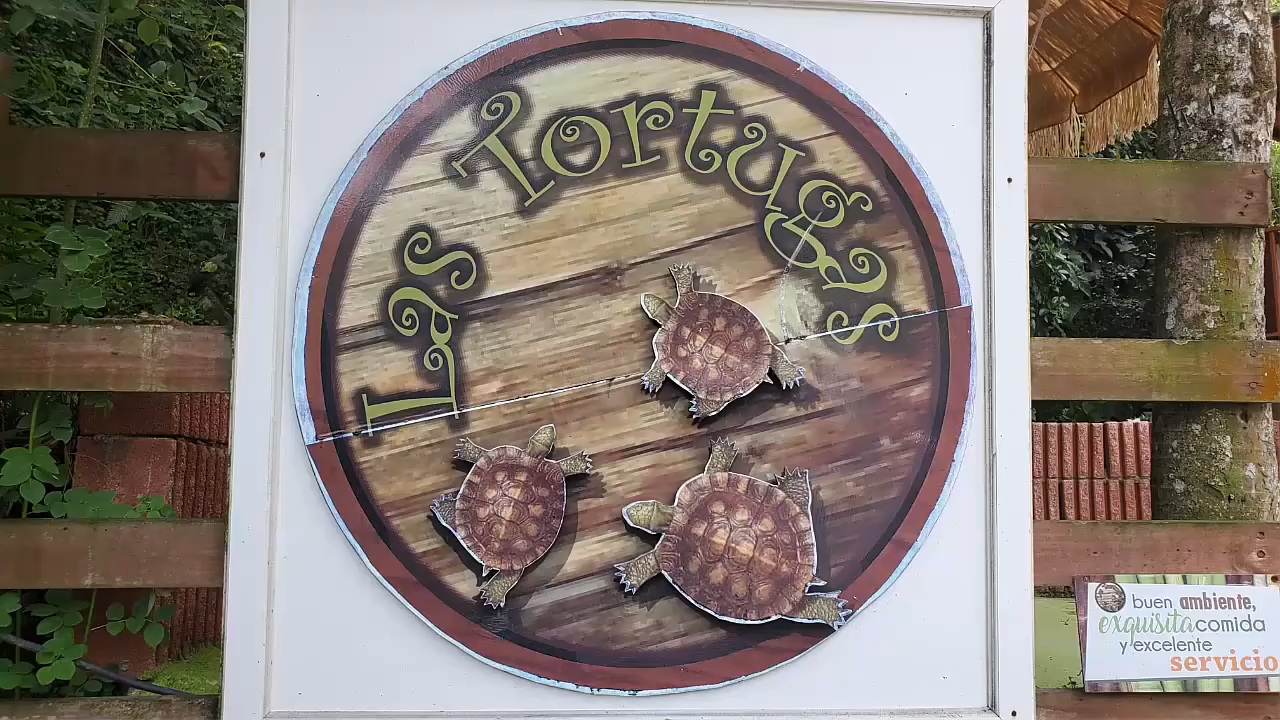 Las Tortugas
buen ambiente,
exquisita comida
y excelente
servicio